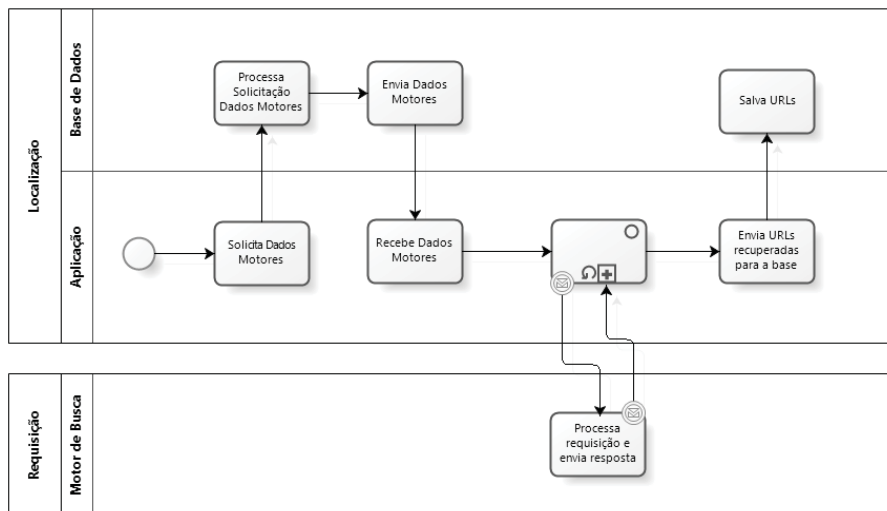 Localização
Base de Dados
Processa
Solicitação
Dados Motores
Envia Dados
Motores
Salva URLs
Aplicação
Solicita Dados
Motores
Recebe Dados
Motores
Envia URLs
recuperadas
para a base
Requisição
Motor de Busca
Processa
requisição e
envia resposta